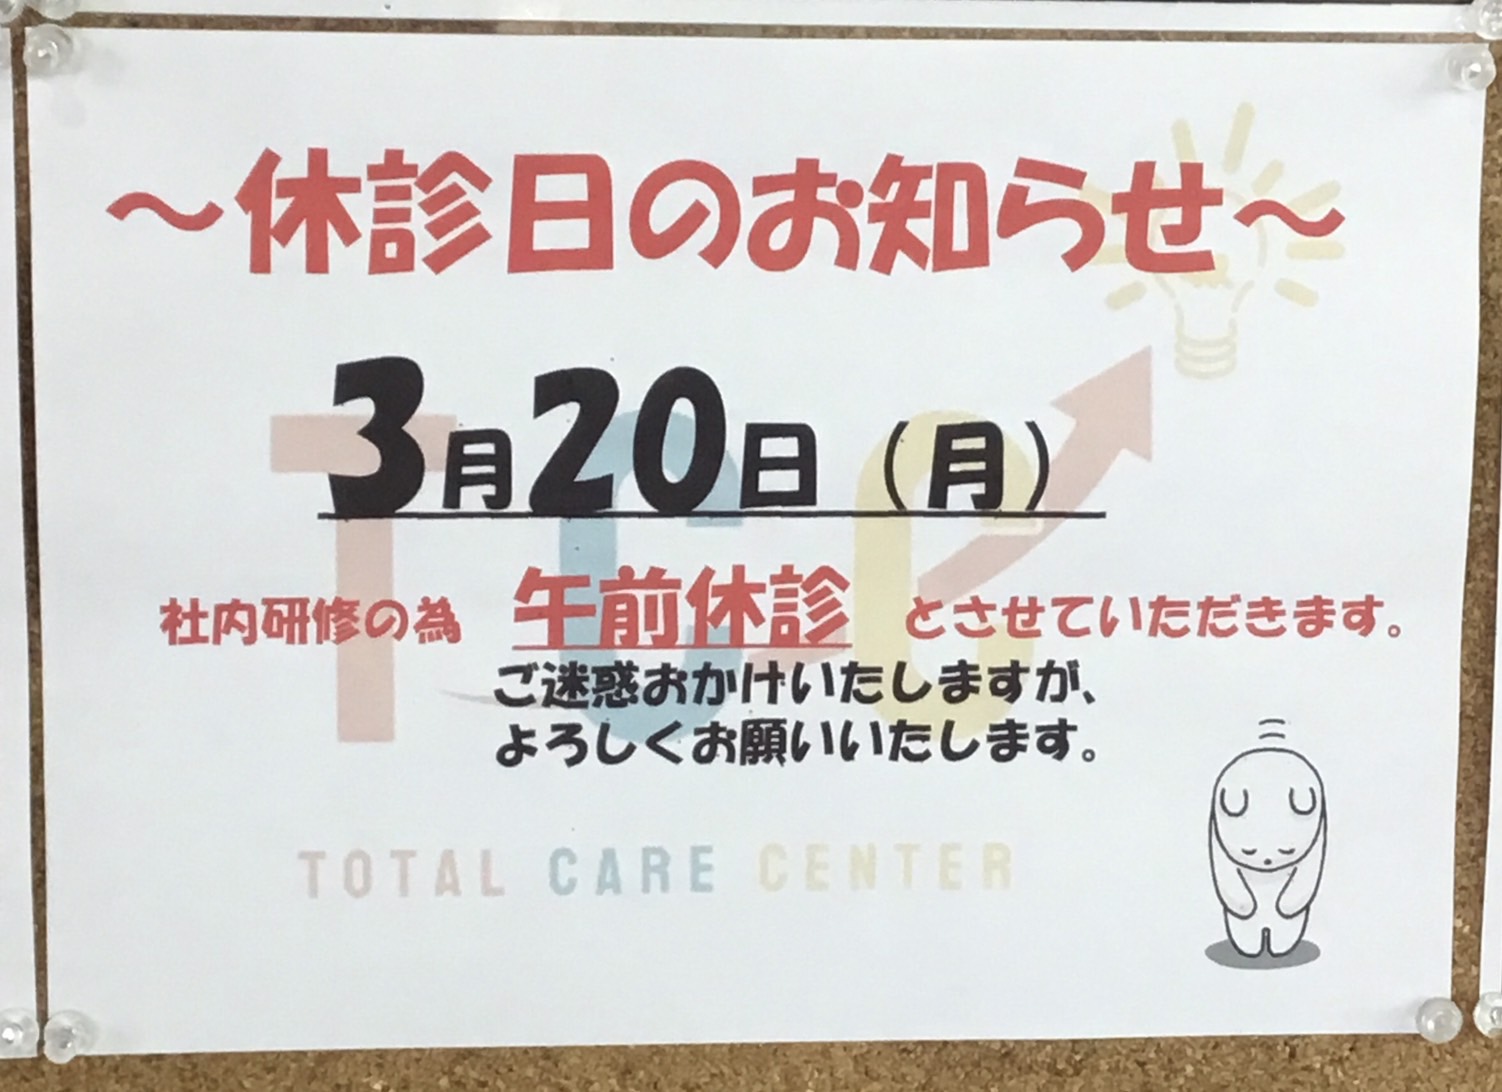 ～休診日のお知らせ～
3月20日（月）
社内研修の為 午前休診 とさせていただきます。
ご迷惑おかけいたしますが、
よろしくお願いいたします。
TCC
TOTAL CARE CENTER